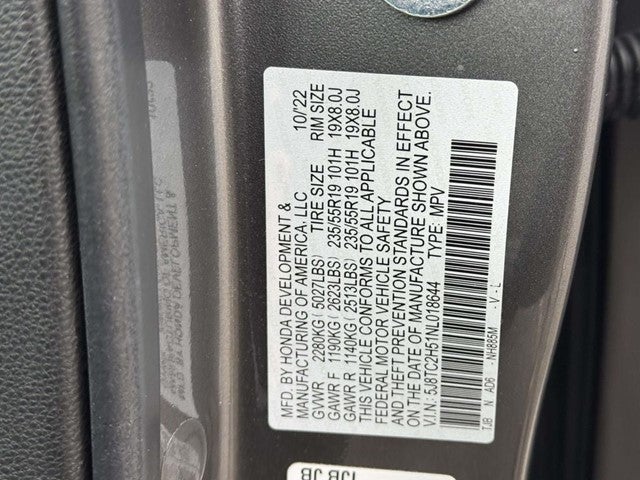 MFD. BY HONDA DEVELOPMENT &
MANUFACTURING OF AMERICA, LLC 10/'22
TIRE SIZE RIM SIZE
GVWR 2280KG( 5027LBS)
GAWR F 1190KG ( 2623LBS) 235/55R19 101H 19X8.0J
GAWR R 1140KG ( 2513LBS) 235/55R19 101H 19X8.0J
THIS VEHICLE CONFORMS TO ALL APPLICABLE
FEDERAL MOTOR VEHICLE SAFETY
AND THEFT PREVENTION STANDARDS IN EFFECT
ON THE DATE OF MANUFACTURE SHOWN ABOVE.
V.I.N: 5J8TC2H51NL018644 TYPE: MPV
TJB N AD6 NH885M V - L